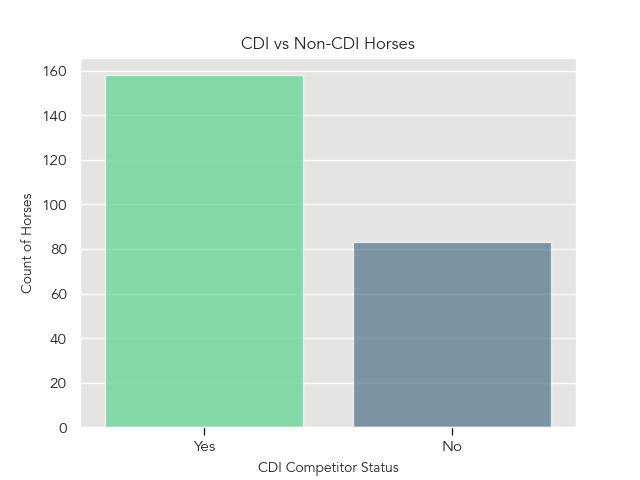 CDI vs Non-CDI Horses
160
140
120
100
80
60
40
20
0
Count of Horses
Yes No
CDI Competitor Status